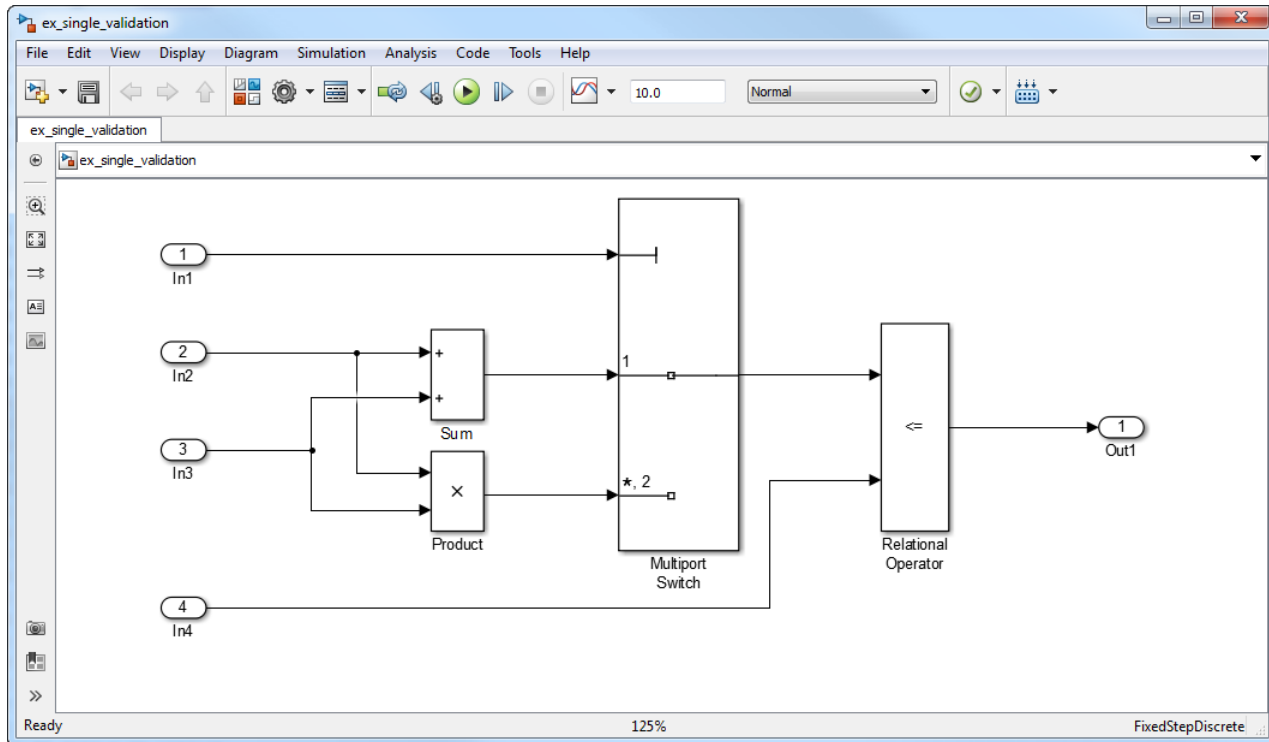 ex_single_validation
File Edit View Display Diagram Simulation Analysis Code Tools Help
10.0 Normal
ex_single_validation
ex_single_validation
1
In1
2
In2
3
In3
4
In4
+
+
Sum
×
Product
1
*, 2
Multiport
Switch
<=
Relational
Operator
1
Out1
Ready 125% FixedStepDiscrete